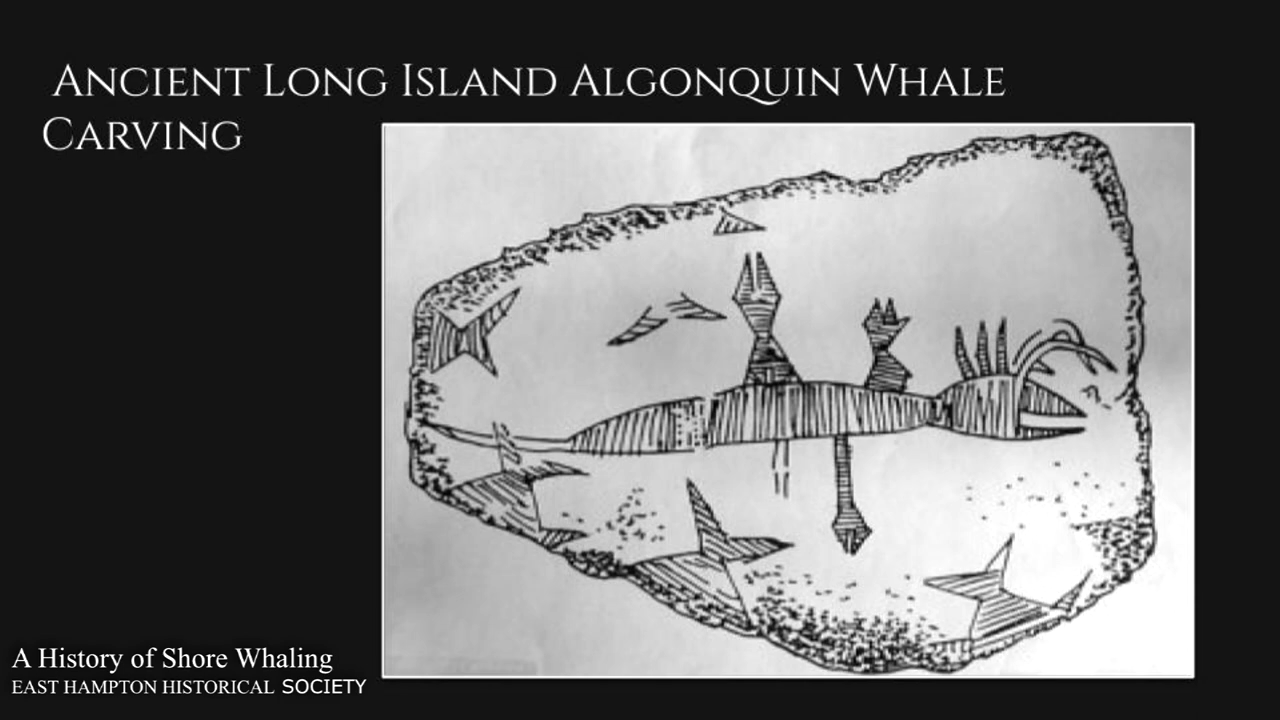 Ancient Long Island Algonquin Whale
Carving
A History of Shore Whaling
EAST HAMPTON HISTORICAL SOCIETY